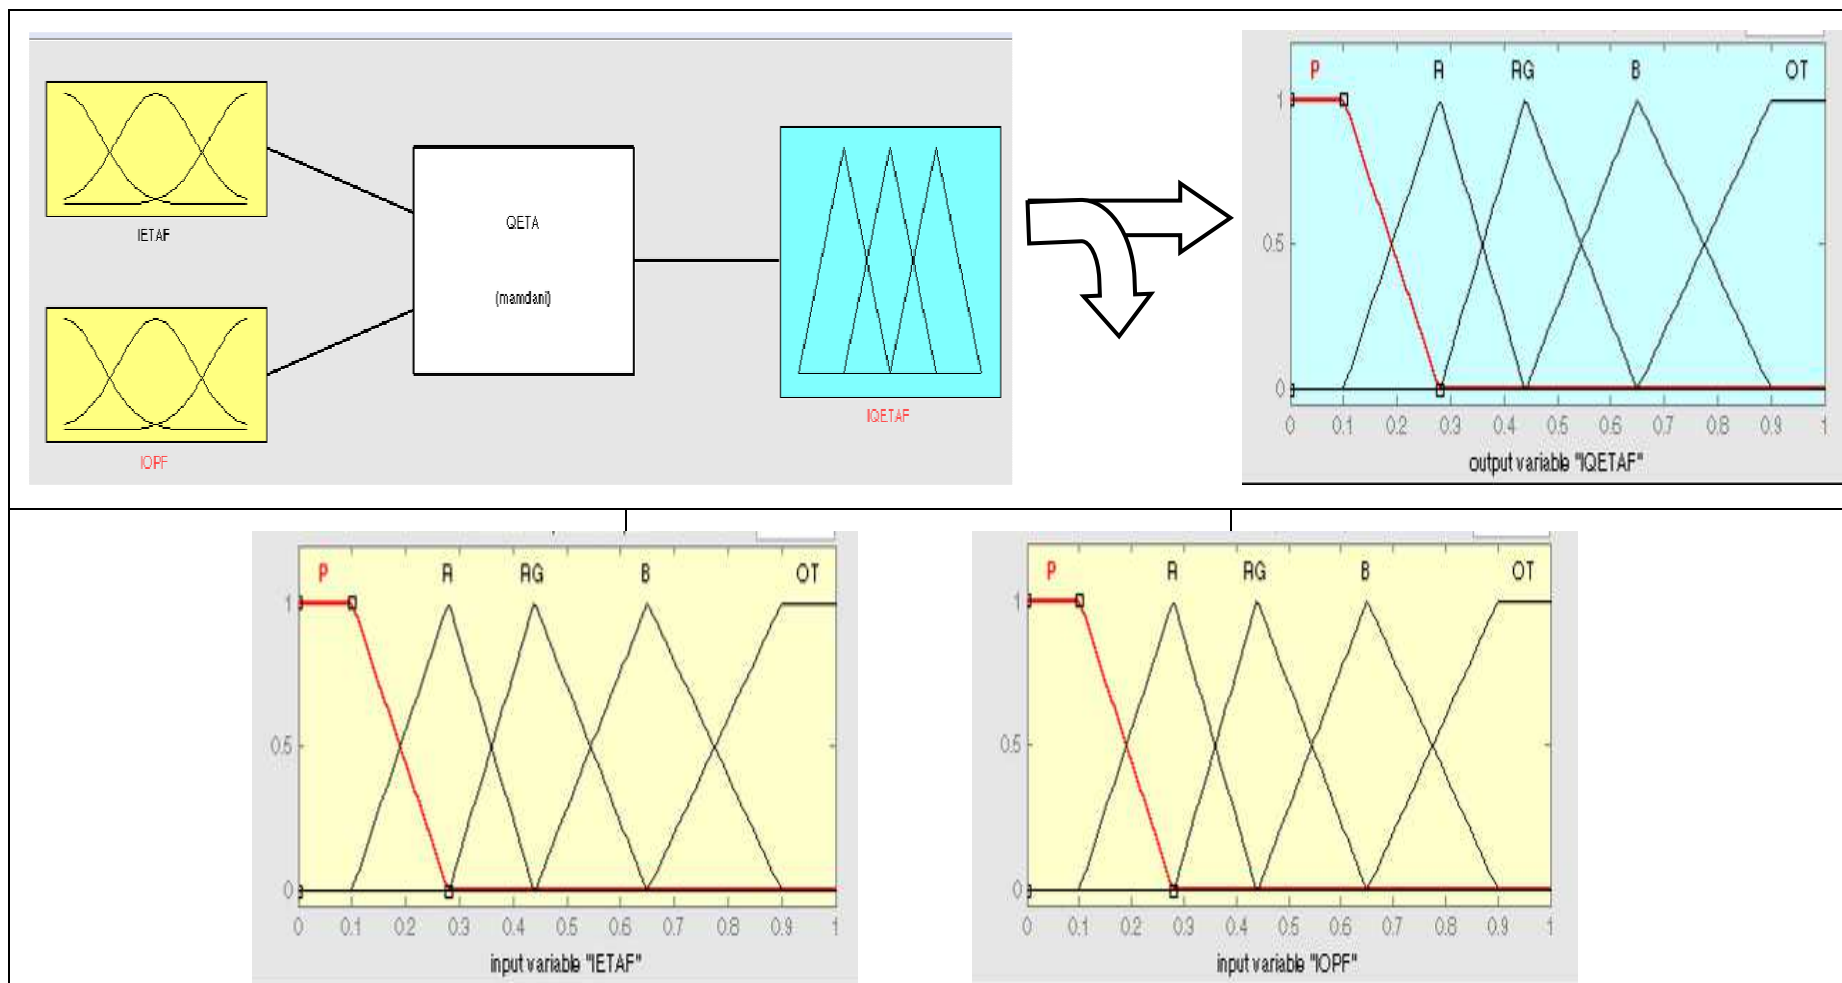 IETAF
IOPF
QETA
(mamdani)
IQETAF
P R RG B OT
1
0.5
0
0 0.1 0.2 0.3 0.4 0.5 0.6 0.7 0.8 0.9 1
output variable "IQETAF"
P R RG B OT
1
0.5
0
0 0.1 0.2 0.3 0.4 0.5 0.6 0.7 0.8 0.9 1
input variable "IETAF"
P R RG B OT
1
0.5
0
0 0.1 0.2 0.3 0.4 0.5 0.6 0.7 0.8 0.9 1
input variable "IOPF"